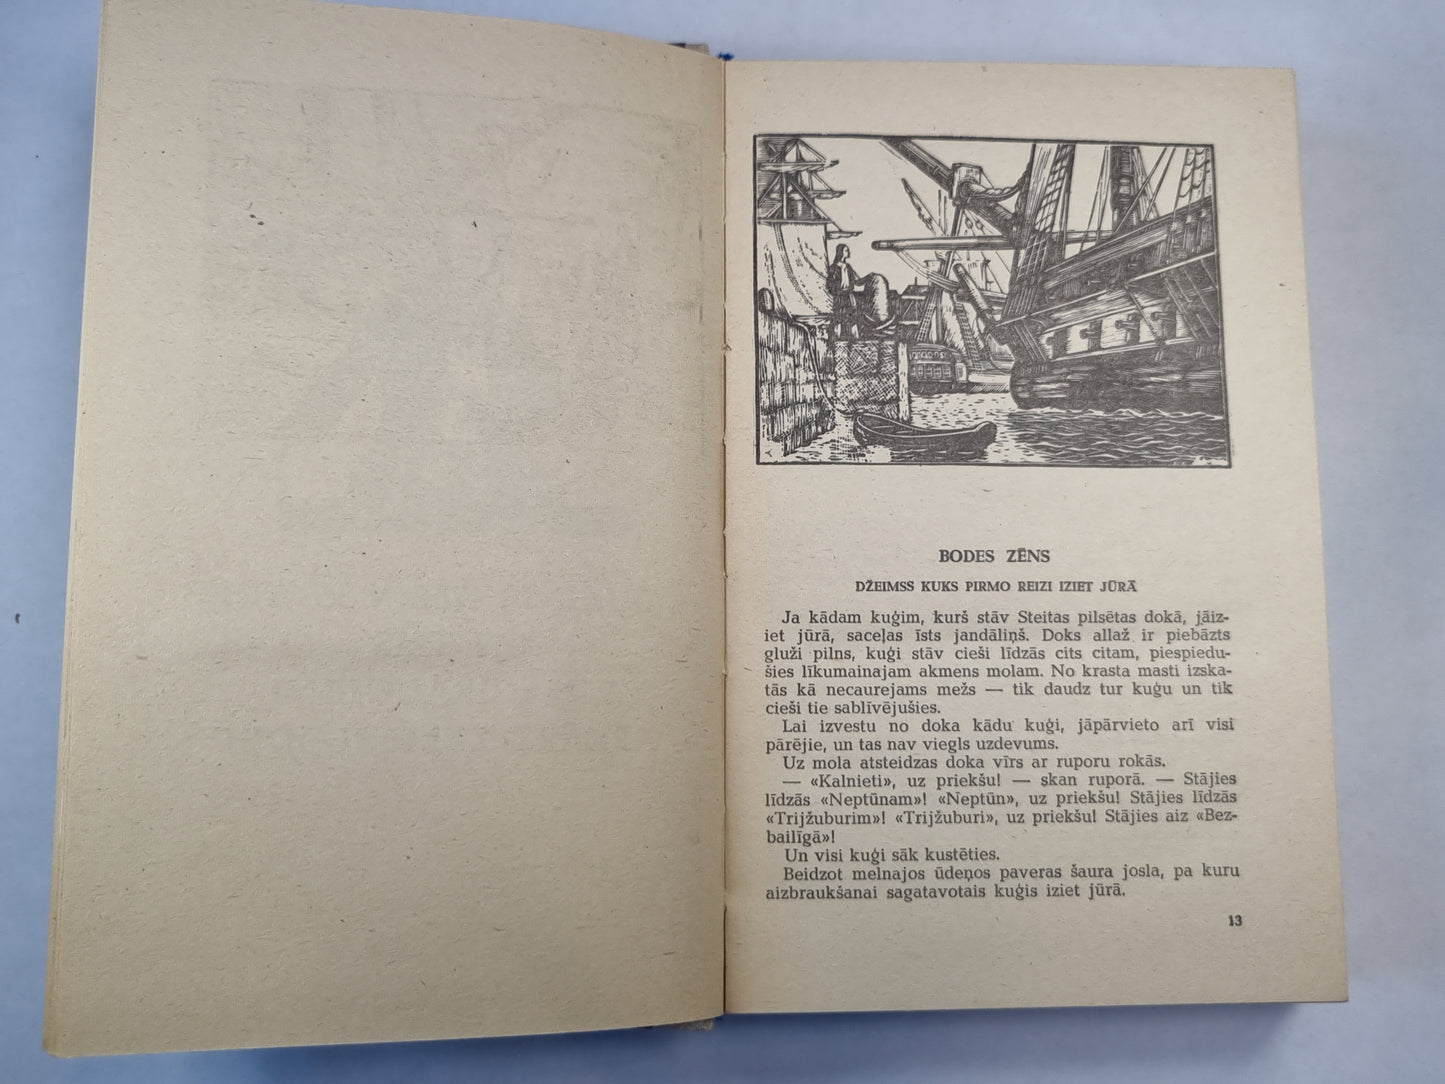 BODES ZĒNS
DŽEIMSS KUKS PIRMO REIZI IZIET JŪRĀ
Ja kādam kuģim, kurš stāv Steitas pilsētas dokā, jāiz-
iet jūrā, saceļas īsts jandāliņš. Doks allaž ir piebāzts
gluži pilns, kuģi stāv cieši līdzās cits citam, piespiedu-
šies līkumainajam akmens molam. No krasta masti izska-
tās kā necaurejams mežs — tik daudz tur kuģu un tik
cieši tie sablīvējušies.
Lai izvestu no doka kādu kuģi, jāpārvieto arī visi
pārējie, un tas nav viegls uzdevums.
Uz mola atsteidzas doka vīrs ar ruporu rokās.
— «Kalnieti», uz priekšu! — skan ruporā. — Stājies
līdzās «Neptūnam»! «Neptūn», uz priekšu! Stājies līdzās
«Trijžuburim»! «Trijžuburi», uz priekšu! Stājies aiz «Bez-
bailīgā»!
Un visi kuģi sāk kustēties.
Beidzot melnajos ūdeņos paveras šaura josla, pa kuru
aizbraukšanai sagatavotais kuģis iziet jūrā.
13